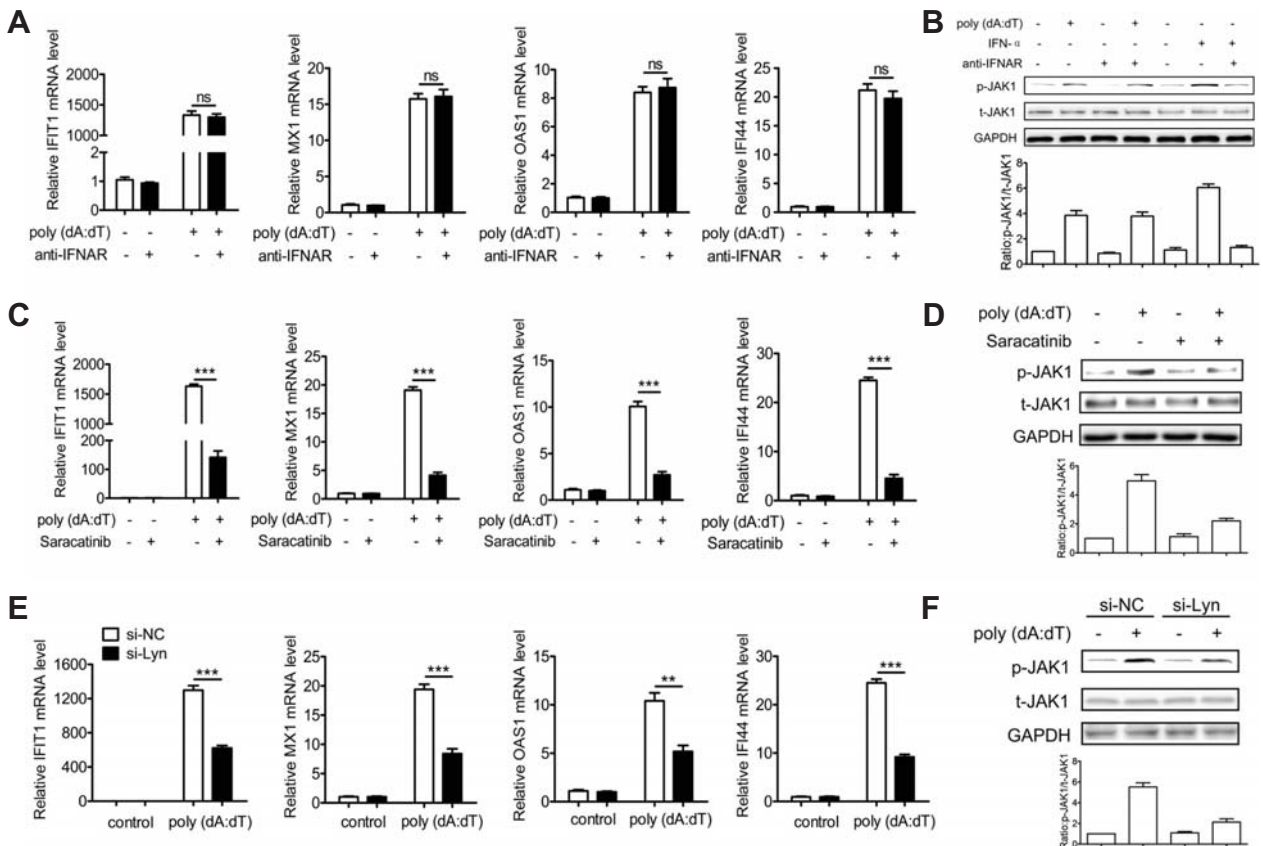 A
Relative IFIT1 mRNA level
2000
1500
1000
2
1
0
ns
poly (dA:dT) - - + +
anti-IFNAR - + - +
Relative MX1 mRNA level
20
15
10
5
0
ns
poly (dA:dT) - - + +
anti-IFNAR - + - +
Relative OAS1 mRNA level
10
8
6
4
2
0
ns
poly (dA:dT) - - + +
anti-IFNAR - + - +
Relative IFI44 mRNA level
25
20
15
10
5
0
ns
poly (dA:dT) - - + +
anti-IFNAR - + - +
B
poly (dA:dT) - + - + - - -
IFN-α - - - - - + +
anti-IFNAR - - + + - - +
p-JAK1
t-JAK1
GAPDH
Ratio:p-JAK1/t-JAK1
8
6
4
2
0
C
Relative IFIT1 mRNA level
2000
1500
1000
200
100
0
***
poly (dA:dT) - - + +
Saracatinib - + - +
Relative MX1 mRNA level
25
20
15
10
5
0
***
poly (dA:dT) - - + +
Saracatinib - + - +
Relative OAS1 mRNA level
15
10
5
0
***
poly (dA:dT) - - + +
Saracatinib - + - +
Relative IFI44 mRNA level
30
20
10
0
***
poly (dA:dT) - - + +
Saracatinib - + - +
D
poly (dA:dT) - + - +
Saracatinib - - + +
p-JAK1
t-JAK1
GAPDH
Ratio:p-JAK1/t-JAK1
6
4
2
0
E
si-NC
si-Lyn
Relative IFIT1 mRNA level
1600
1200
800
400
0
***
control poly (dA:dT)
Relative MX1 mRNA level
25
20
15
10
5
0
***
control poly (dA:dT)
Relative OAS1 mRNA level
15
10
5
0
**
control poly (dA:dT)
Relative IFI44 mRNA level
30
20
10
0
***
control poly (dA:dT)
F
si-NC si-Lyn
poly (dA:dT) - + - +
p-JAK1
t-JAK1
GAPDH
Ratio:p-JAK1/t-JAK1
8
6
4
2
0